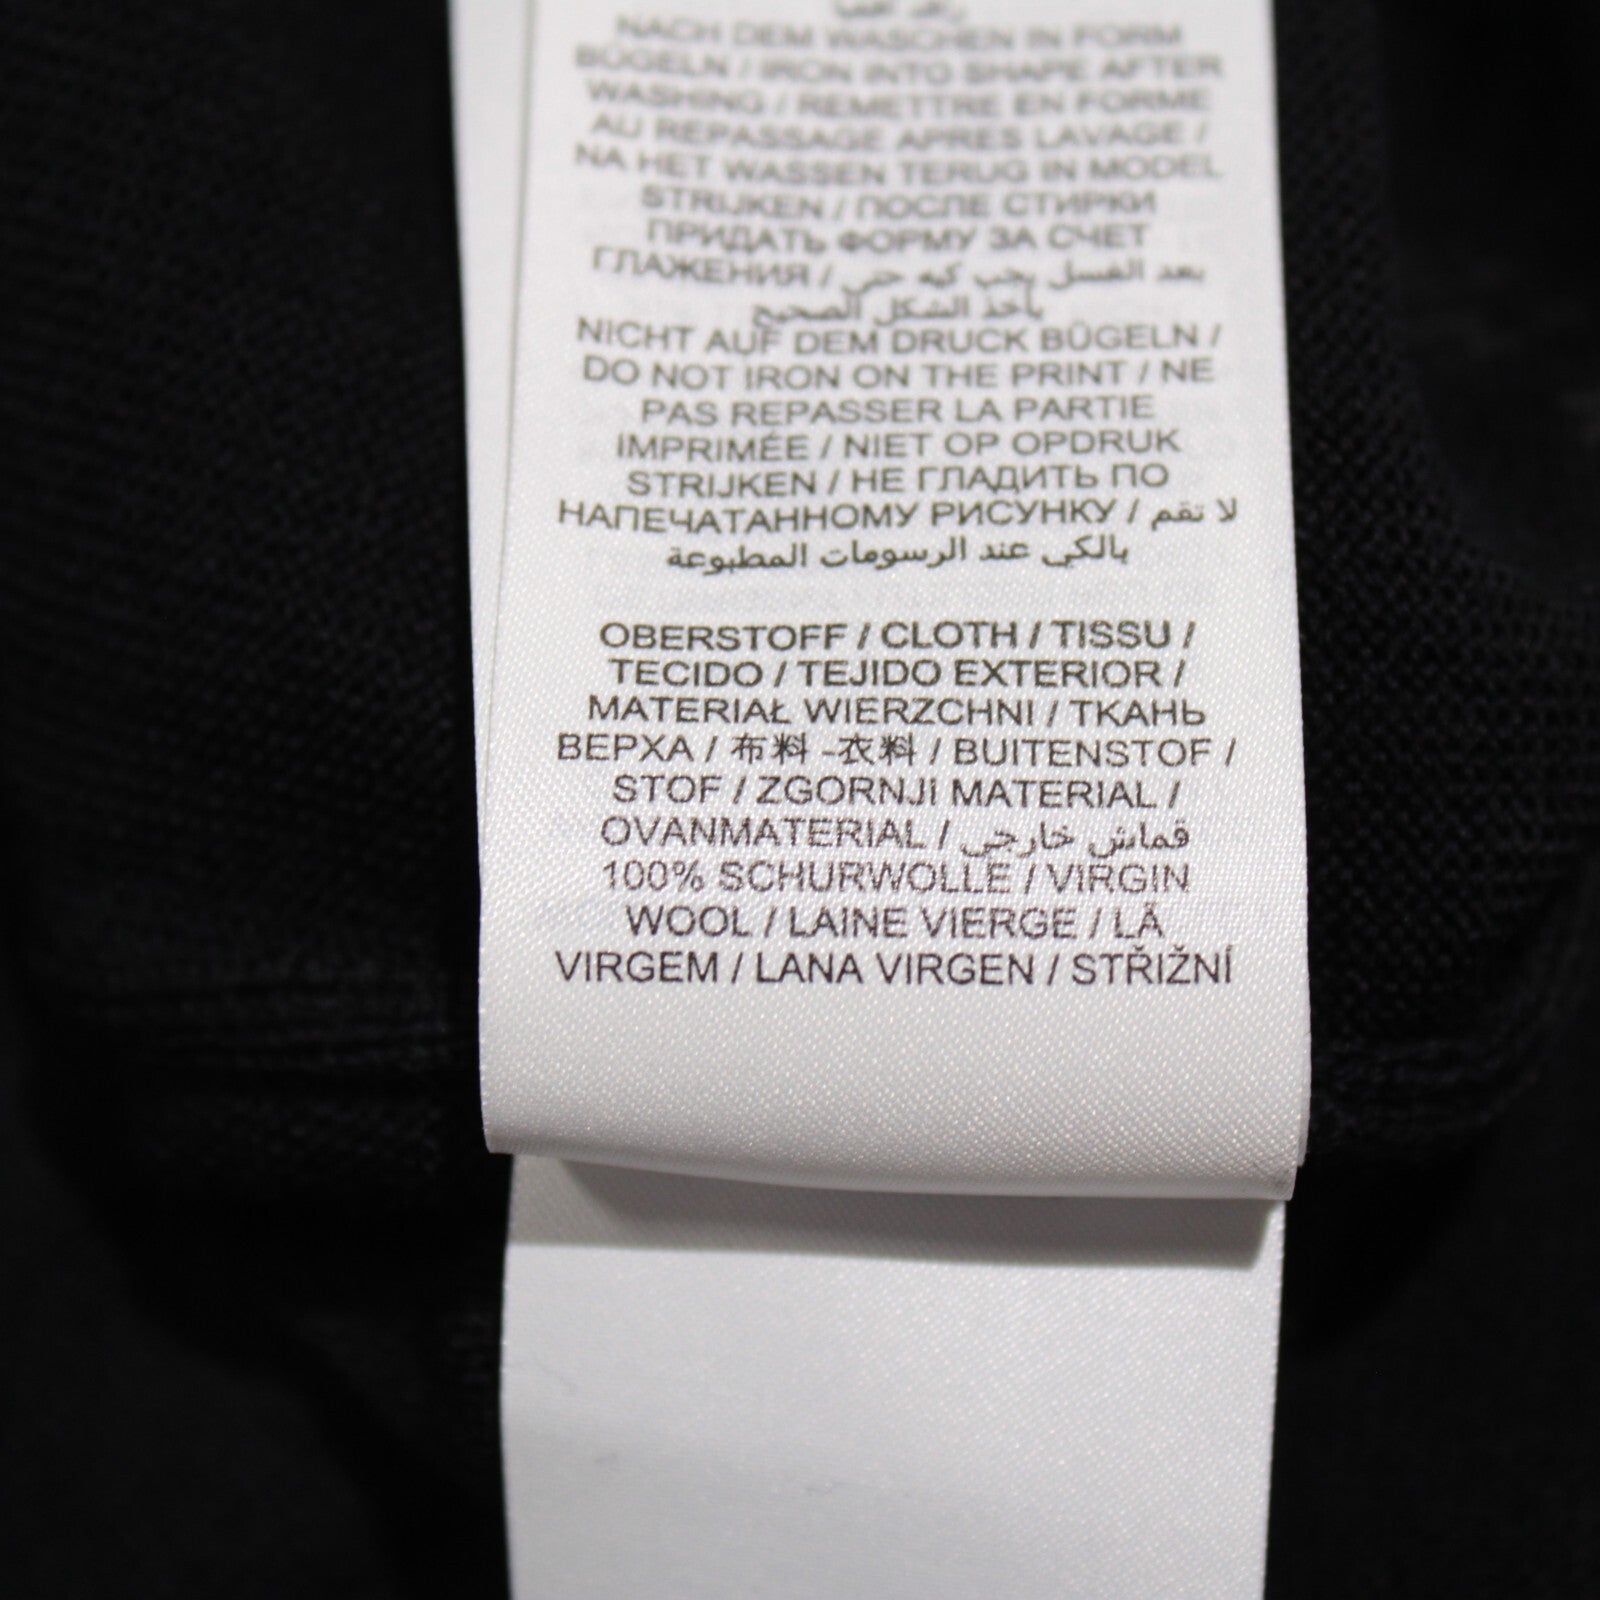 NACH DEM WASCHEN IN FORM
BÜGELN / IRON INTO SHAPE AFTER
WASHING / REMETTRE EN FORME
AU REPASSAGE APRÈS LAVAGE /
NA HET WASSEN TERUG IN MODEL
STRIJKEN / ПОСЛЕ СТИРКИ
ПРИДАТЬ ФОРМУ ЗА СЧЕТ
ГЛАЖЕНИЯ / بعد الغسل يجب كيه حتى
يأخذ الشكل الصحيح
NICHT AUF DEM DRUCK BÜGELN /
DO NOT IRON ON THE PRINT / NE
PAS REPASSER LA PARTIE
IMPRIMÉE / NIET OP OPDRUK
STRIJKEN / НЕ ГЛАДИТЬ ПО
НАПЕЧАТАННОМУ РИСУНКУ / لا تقم
بالكي عند الرسومات المطبوعة
OBERSTOFF / CLOTH / TISSU /
TECIDO / TEJIDO EXTERIOR /
MATERIAŁ WIERZCHNI / ТКАНЬ
ВЕРХА / 布料 -衣料 / BUITENSTOF /
STOF / ZGORNJI MATERIAL /
OVANMATERIAL / قماش خارجي
100% SCHURWOLLE / VIRGIN
WOOL / LAINE VIERGE / LÃ
VIRGEM / LANA VIRGEN / STŘIŽNÍ